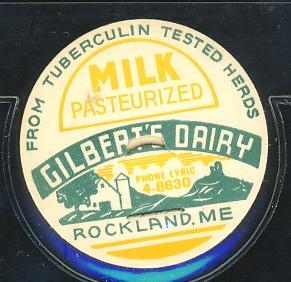 FROM TUBERCULIN TESTED HERDS
MILK
PASTEURIZED
GILBERT'S DAIRY
PHONE LYRIC
4-8630
ROCKLAND, ME